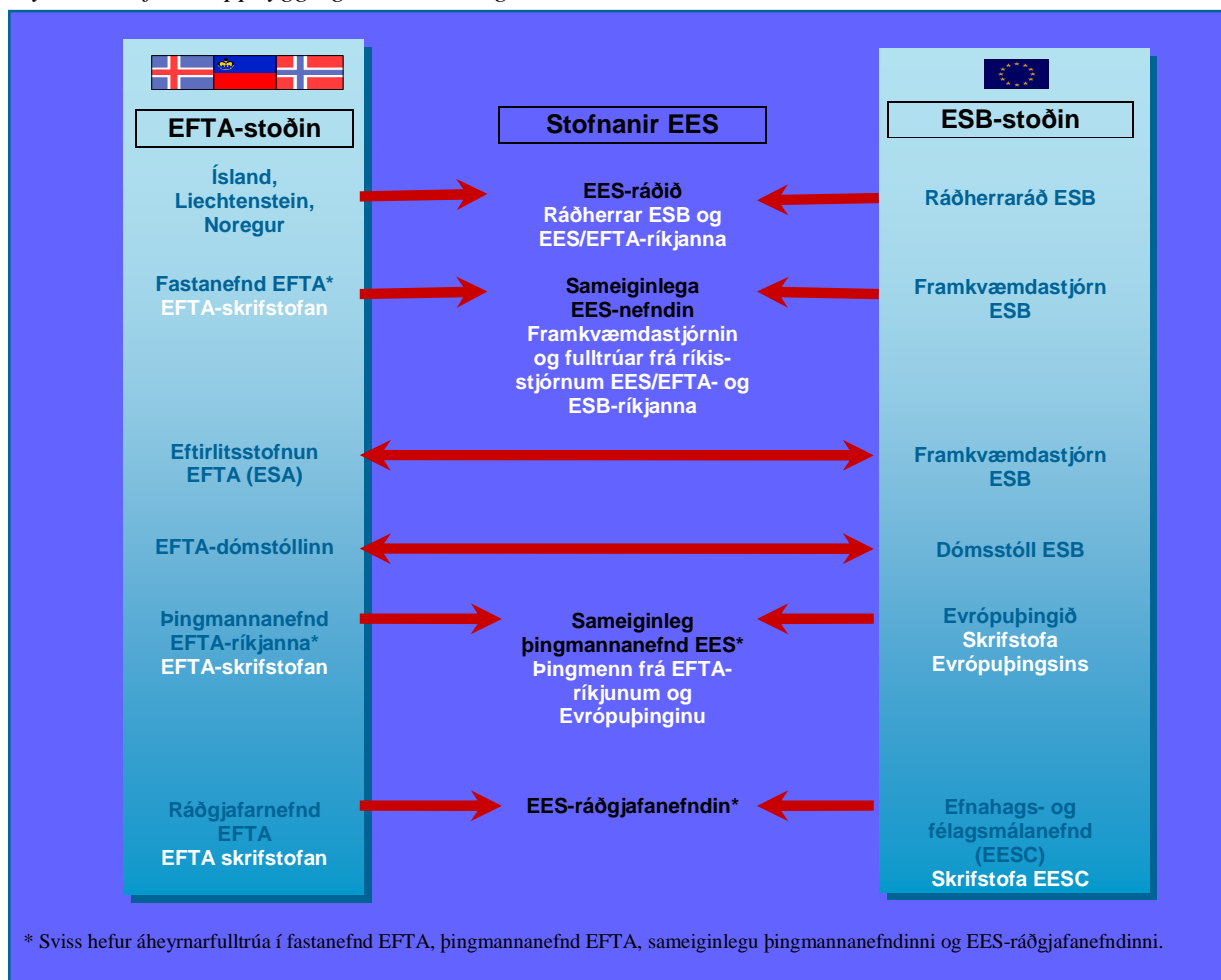 EFTA-stoðin
Ísland,
Liechtenstein,
Noregur
Fastanefnd EFTA*
EFTA-skrifstofan
Eftirlitsstofnun
EFTA (ESA)
EFTA-dómstóllinn
Þingmannanefnd
EFTA-ríkjanna*
EFTA-skrifstofan
Ráðgjafarnefnd
EFTA
EFTA skrifstofan
Stofnanir EES
EES-ráðið
Ráðherrar ESB og
EES/EFTA-ríkjanna
Sameiginlega
EES-nefndin
Framkvæmdastjórnin
og fulltrúar frá ríkis-
stjórnum EES/EFTA- og
ESB-ríkjanna
Sameiginleg
þingmannanefnd EES*
Þingmenn frá EFTA-
ríkjunum og
Evrópuþinginu
EES-ráðgjafanefndin*
ESB-stoðin
Ráðherraráð ESB
Framkvæmdastjórn
ESB
Framkvæmdastjórn
ESB
Dómsstóll ESB
Evrópuþingið
Skrifstofa
Evrópuþingsins
Efnahags- og
félagsmálanefnd
(EESC)
Skrifstofa EESC
* Sviss hefur áheyrnarfulltrúa í fastanefnd EFTA, þingmannanefnd EFTA, sameiginlegu þingmannanefndinni og EES-ráðgjafanefndinni.